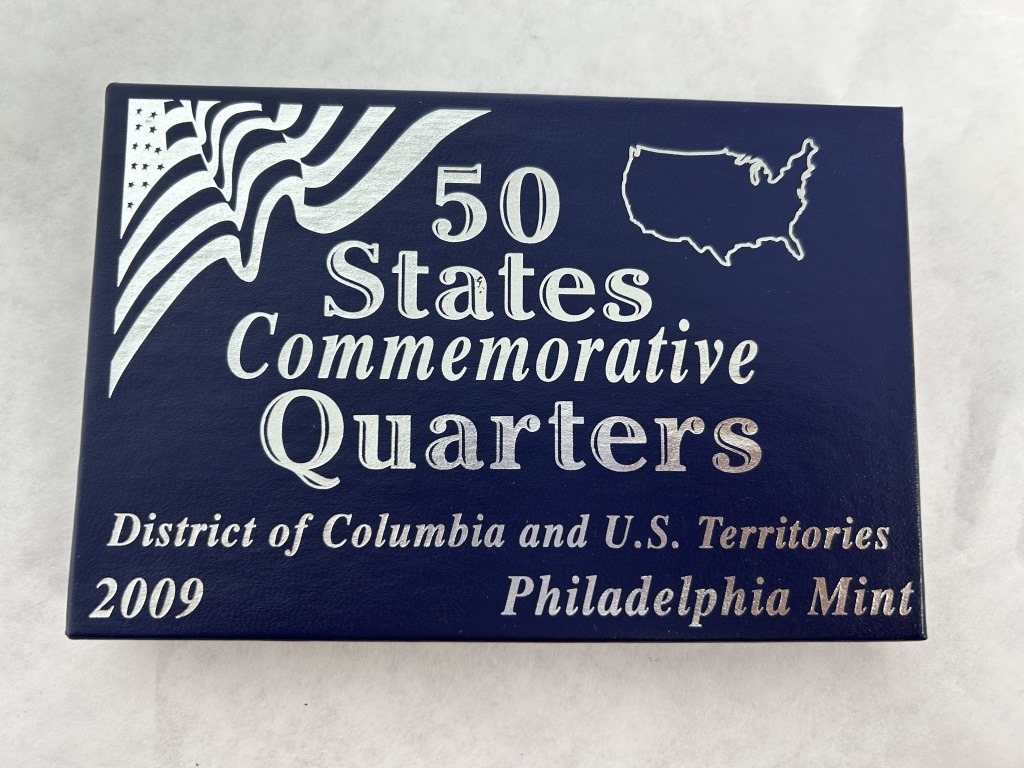 50
States
Commemorative
Quarters
District of Columbia and U.S. Territories
2009 Philadelphia Mint